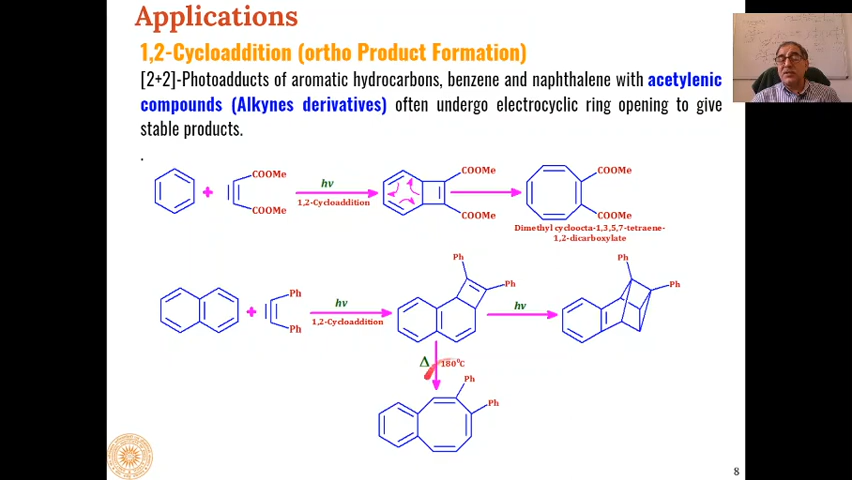 Applications
1,2-Cycloaddition (ortho Product Formation)
[2+2]-Photoadducts of aromatic hydrocarbons, benzene and naphthalene with acetylenic
compounds (Alkynes derivatives) often undergo electrocyclic ring opening to give
stable products.
.
COOMe
COOMe
hν
1,2-Cycloaddition
COOMe
COOMe
COOMe
COOMe
Dimethyl cycloocta-1,3,5,7-tetraene-
1,2-dicarboxylate
Ph
Ph
hν
1,2-Cycloaddition
Ph
Ph
hν
Ph
Ph
Δ 180°C
Ph
Ph
8